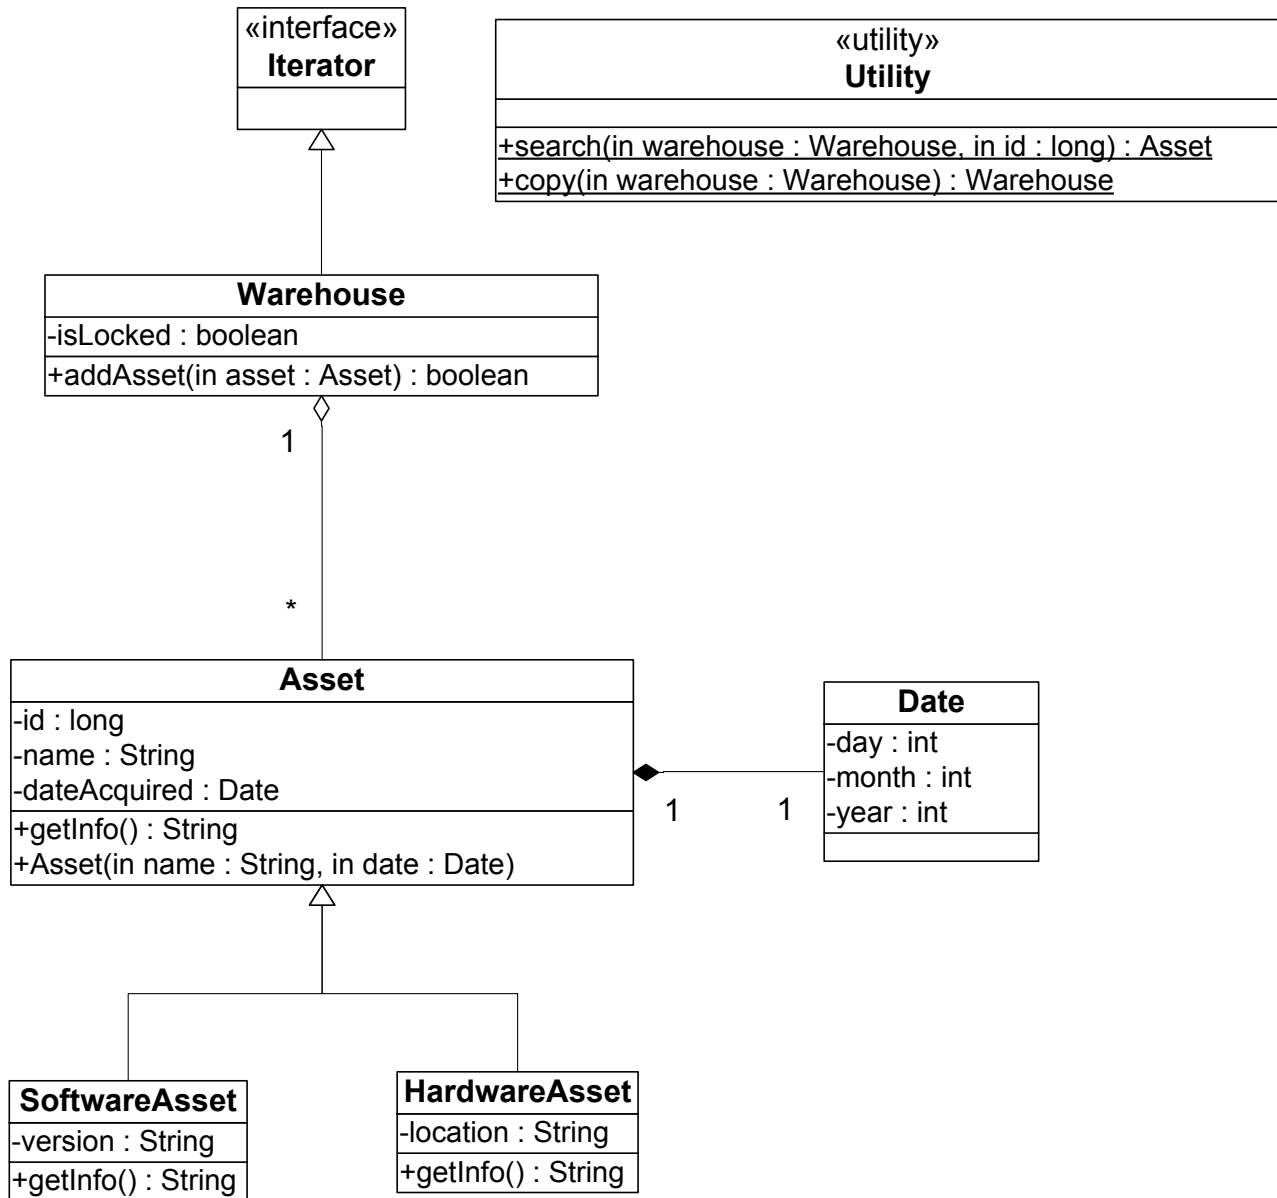 «interface»
Iterator
«utility»
Utility
+search(in warehouse : Warehouse, in id : long) : Asset
+copy(in warehouse : Warehouse) : Warehouse
Warehouse
-isLocked : boolean
+addAsset(in asset : Asset) : boolean
1
*
Asset
-id : long
-name : String
-dateAcquired : Date
+getInfo() : String
+Asset(in name : String, in date : Date)
1
1
Date
-day : int
-month : int
-year : int
SoftwareAsset
-version : String
+getInfo() : String
HardwareAsset
-location : String
+getInfo() : String